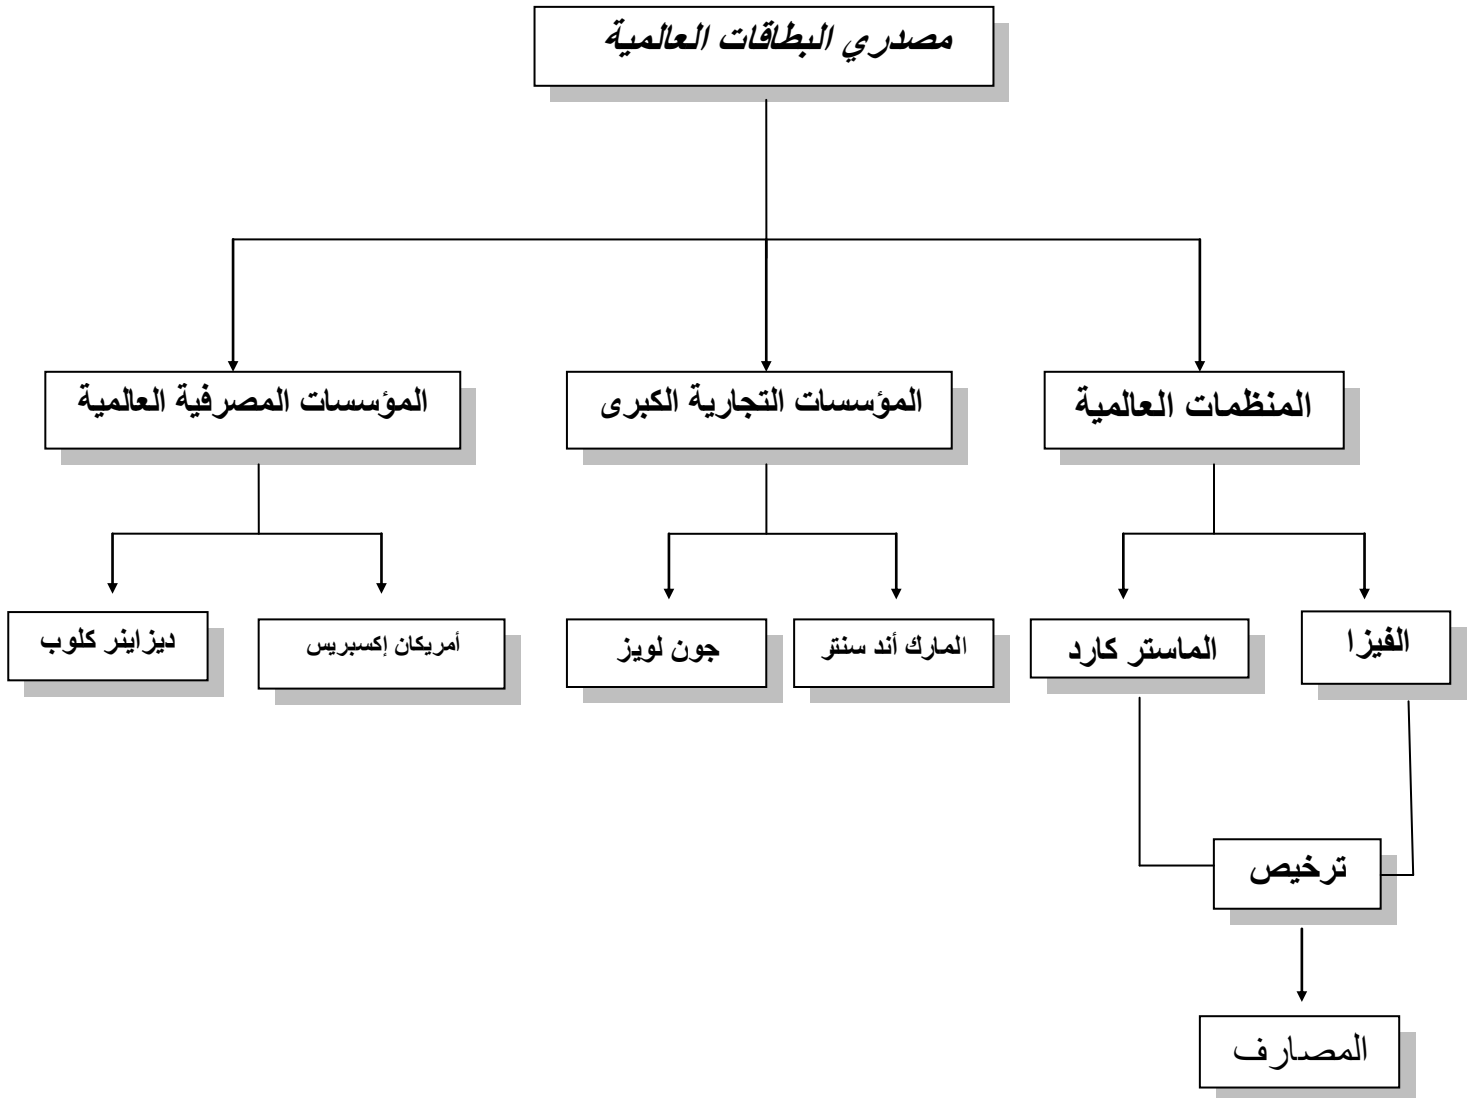 مصدري البطاقات العالمية
المنظمات العالمية
المؤسسات التجارية الكبرى
المؤسسات المصرفية العالمية
الفيزا
الماستر كارد
المارك أند سنتر
جون لويز
أمريكان إكسبريس
ديزاينر كلوب
ترخيص
المصارف